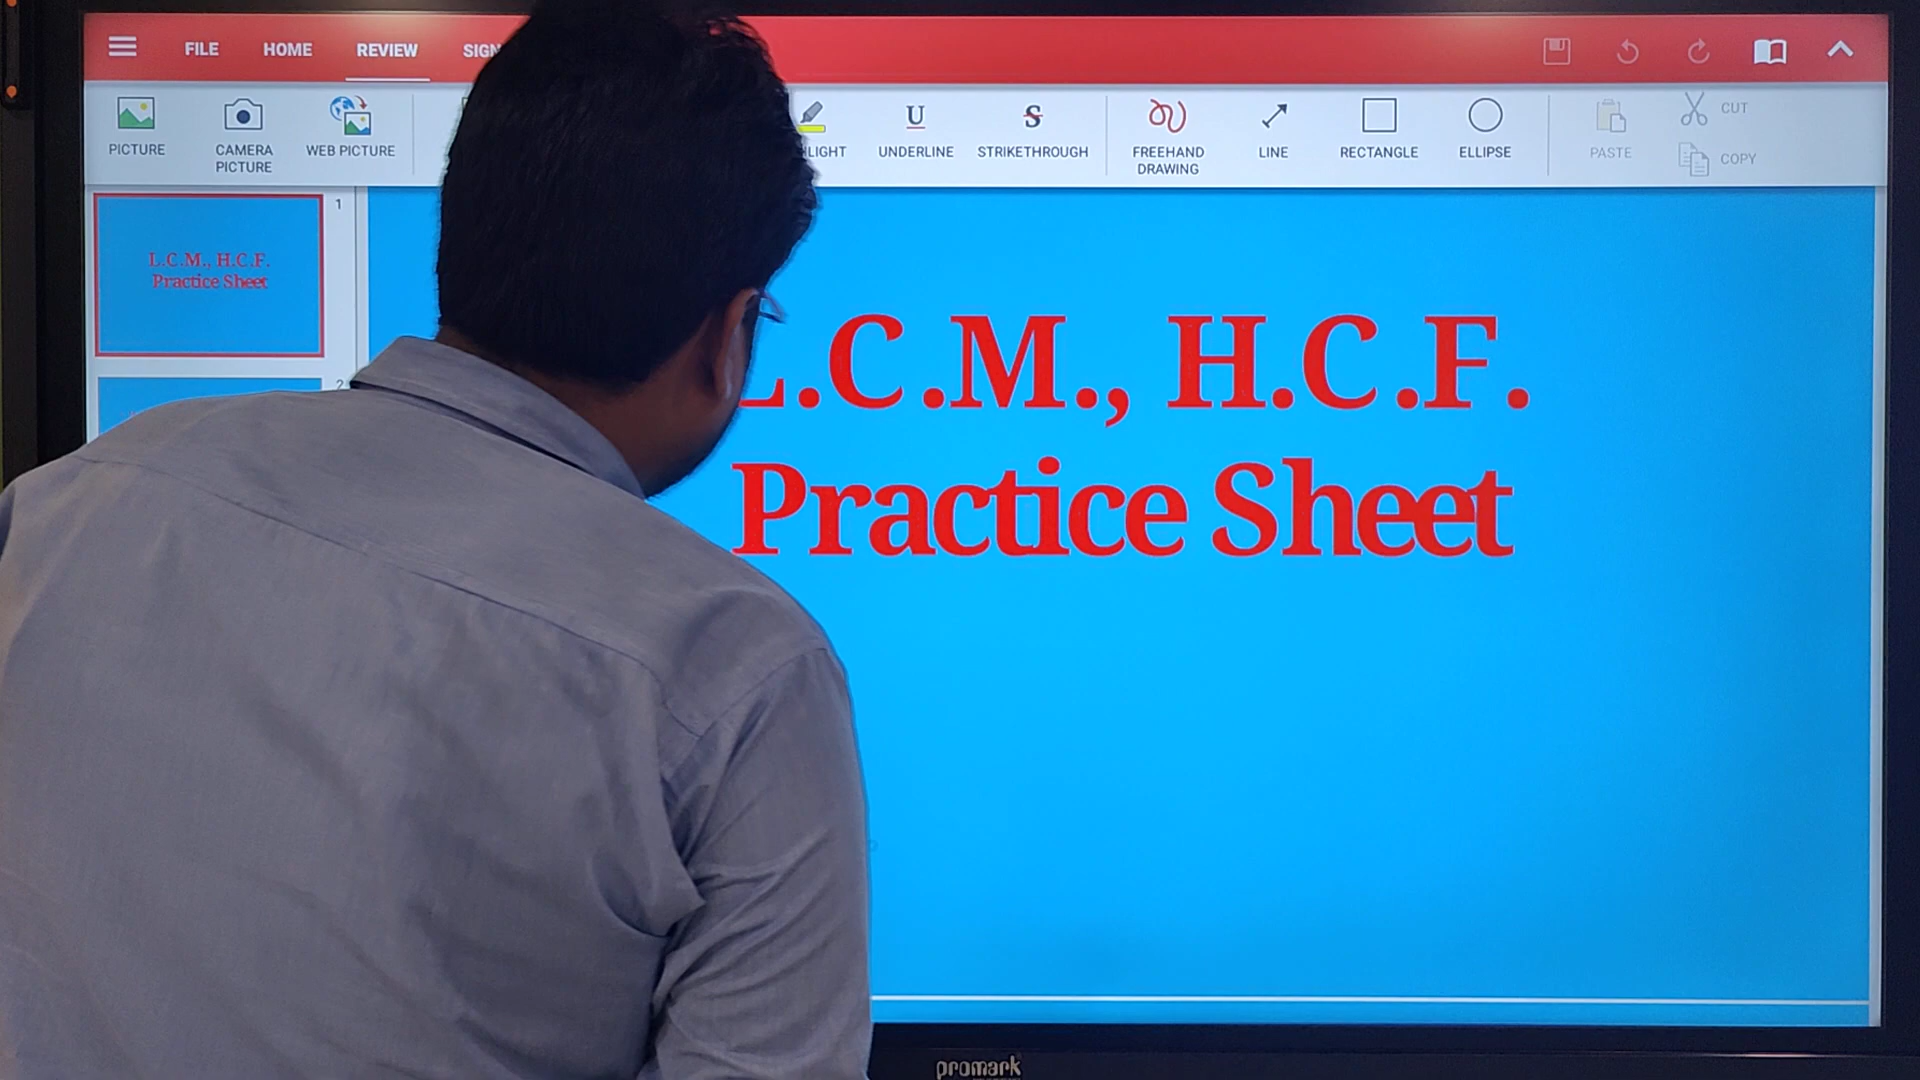 FILE HOME REVIEW SIGN
PICTURE
CAMERA
PICTURE
WEB PICTURE
LIGHT
UNDERLINE
STRIKETHROUGH
FREEHAND
DRAWING
LINE
RECTANGLE
ELLIPSE
PASTE
CUT
COPY
1
L.C.M., H.C.F.
Practice Sheet
2
L.C.M., H.C.F.
Practice Sheet
promark